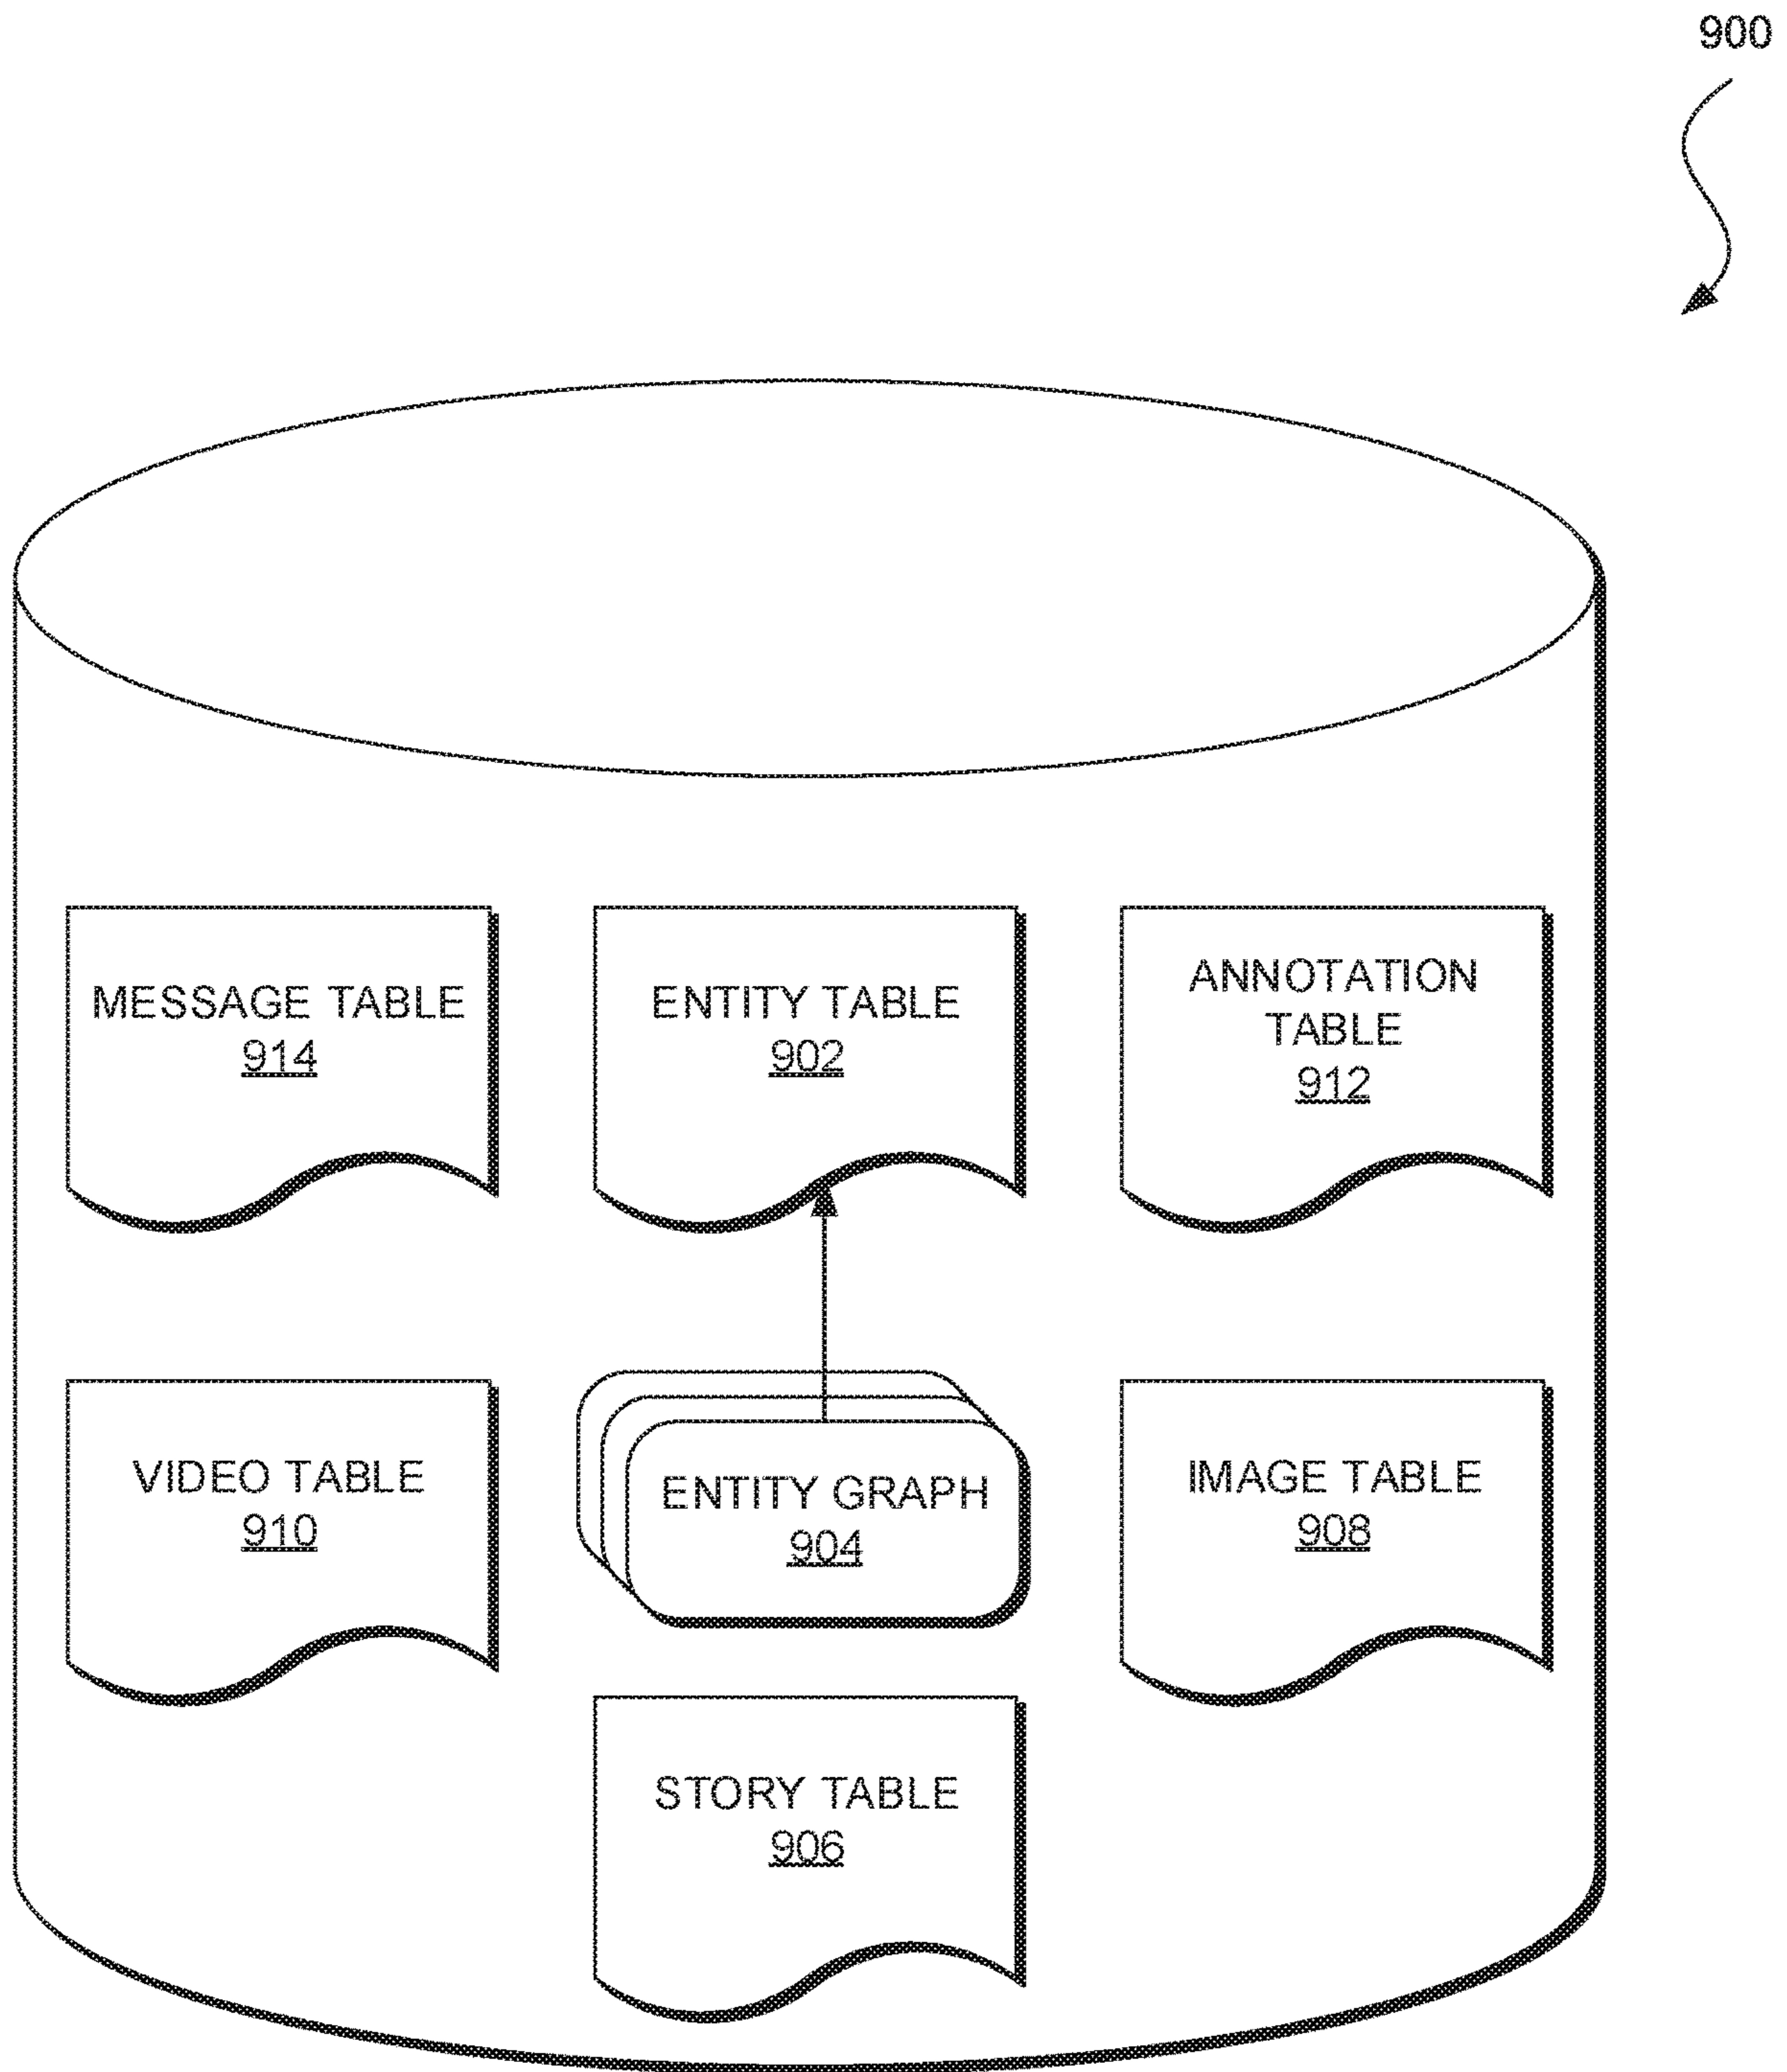 900
MESSAGE TABLE
914
ENTITY TABLE
902
ANNOTATION
TABLE
912
VIDEO TABLE
910
ENTITY GRAPH
904
IMAGE TABLE
908
STORY TABLE
906